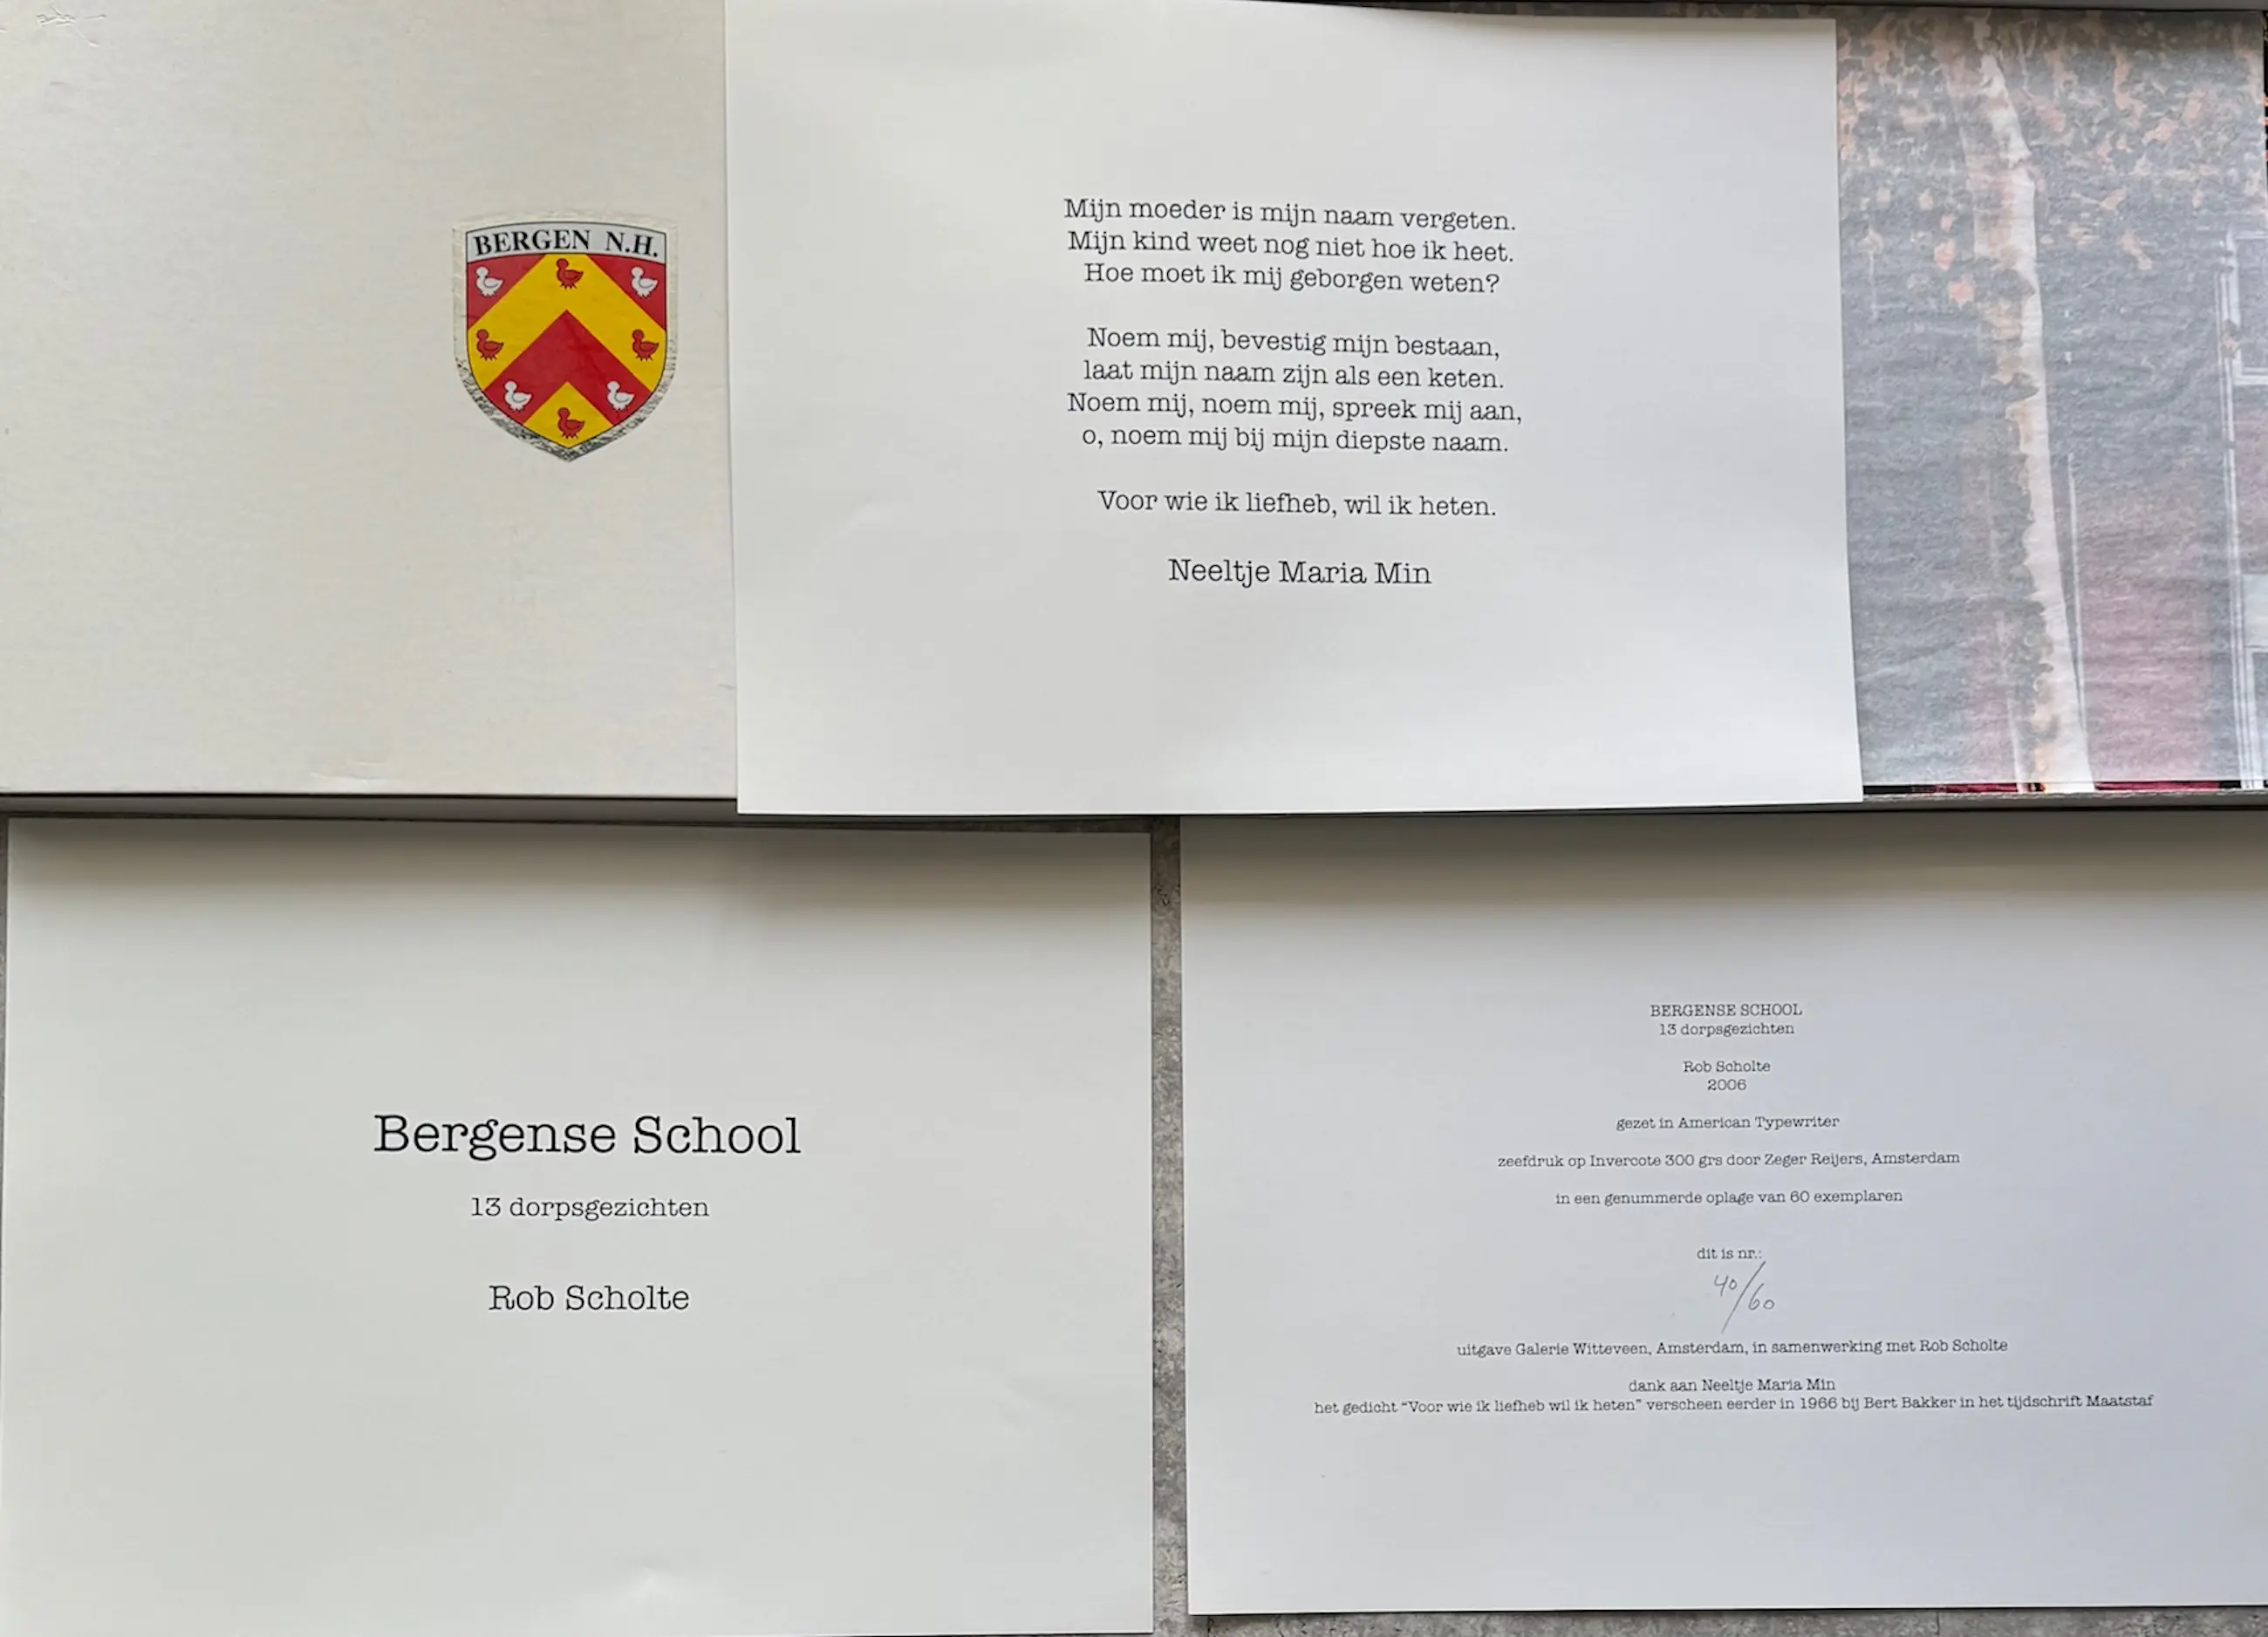 BERGEN N.H.
Mijn moeder is mijn naam vergeten.
Mijn kind weet nog niet hoe ik heet.
Hoe moet ik mij geborgen weten?
Noem mij, bevestig mijn bestaan,
laat mijn naam zijn als een keten.
Noem mij, noem mij, spreek mij aan,
o, noem mij bij mijn diepste naam.
Voor wie ik liefheb, wil ik heten.
Neeltje Maria Min
Bergense School
13 dorpsgezichten
Rob Scholte
BERGENSE SCHOOL
13 dorpsgezichten
Rob Scholte
2006
gezet in American Typewriter
zeefdruk op Invercote 300 grs door Zeger Reijers, Amsterdam
in een genummerde oplage van 60 exemplaren
dit is nr.:
40/60
uitgave Galerie Witteveen, Amsterdam, in samenwerking met Rob Scholte
dank aan Neeltje Maria Min
het gedicht “Voor wie ik liefheb wil ik heten” verscheen eerder in 1966 bij Bert Bakker in het tijdschrift Maatstaf